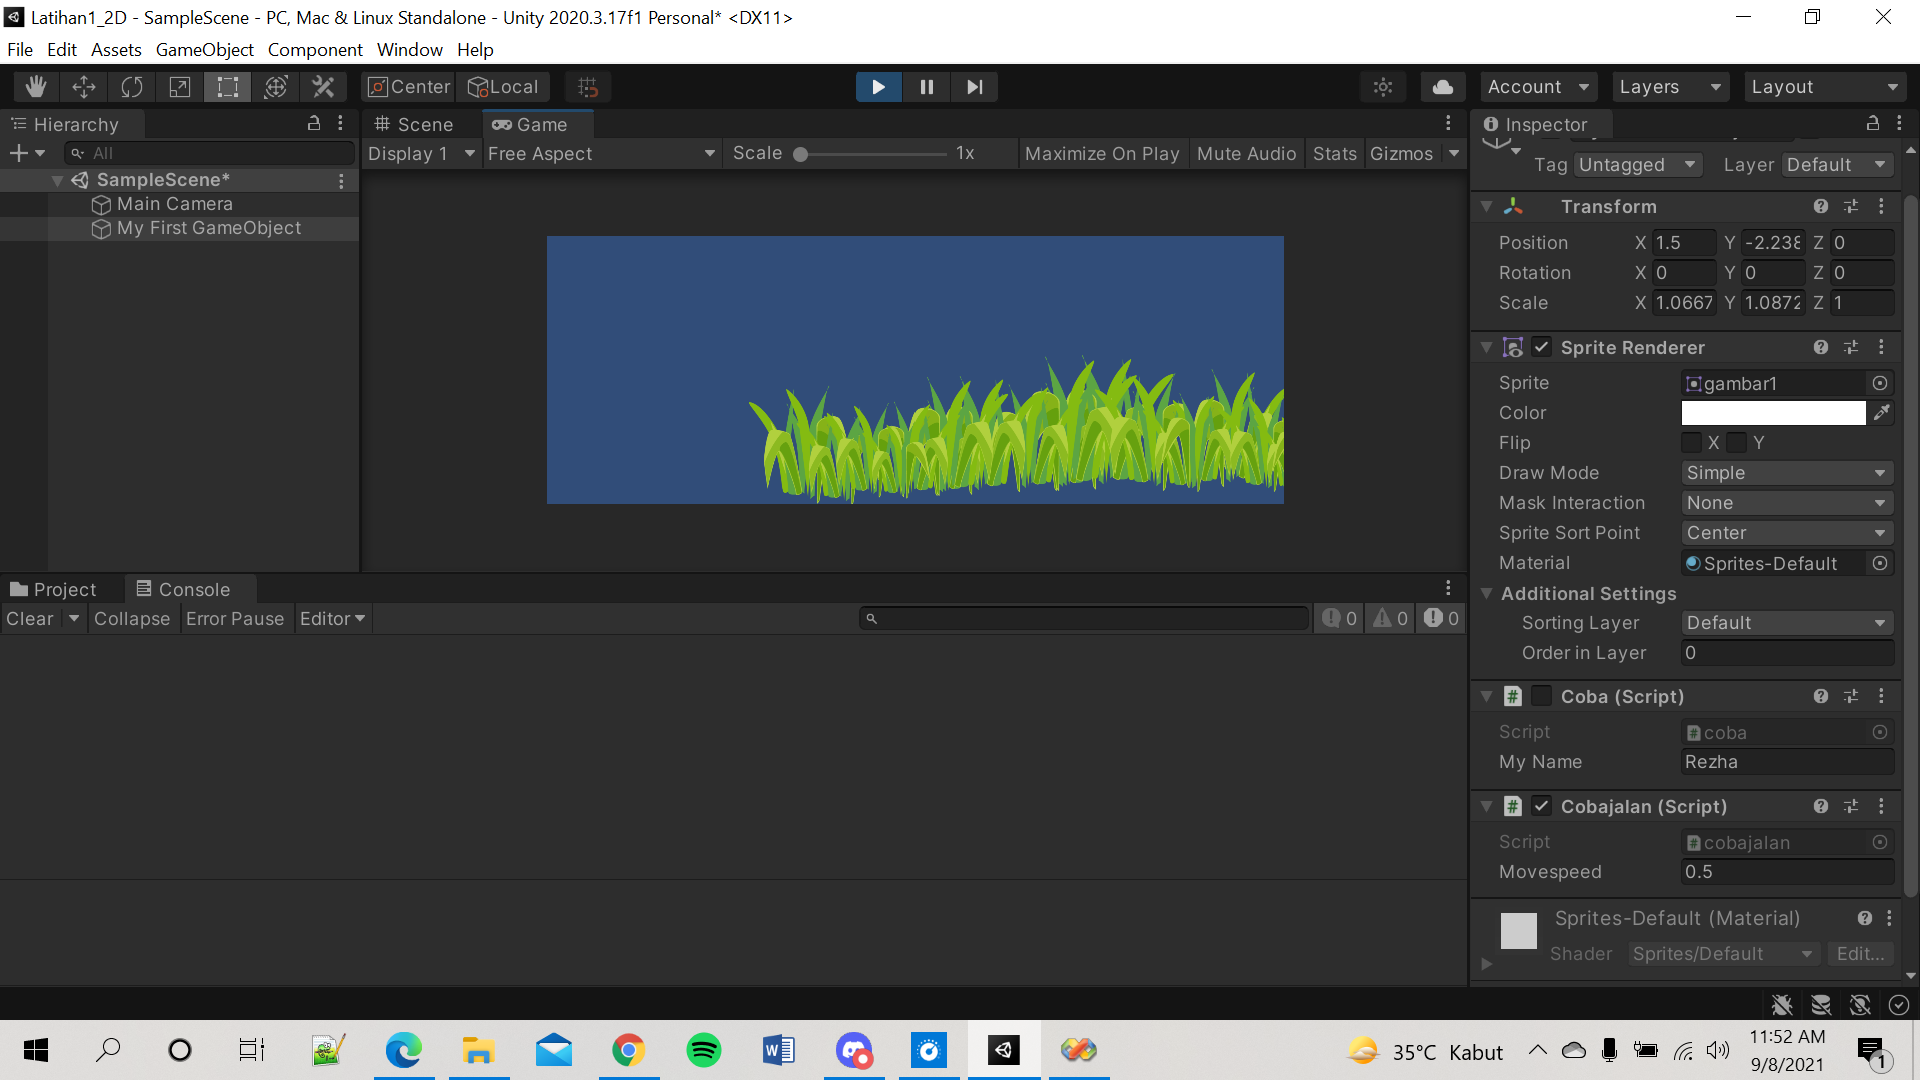 Latihan1_2D - SampleScene - PC, Mac & Linux Standalone - Unity 2020.3.17f1 Personal* <DX11>
File Edit Assets GameObject Component Window Help
Center Local Account Layers Layout
Hierarchy
All
SampleScene*
Main Camera
My First GameObject
Scene Game
Display 1 Free Aspect Scale 1x Maximize On Play Mute Audio Stats Gizmos
Project Console
Clear Collapse Error Pause Editor 0 0 0
Inspector
Tag Untagged Layer Default
Transform
Position X 1.5 Y -2.238 Z 0
Rotation X 0 Y 0 Z 0
Scale X 1.0667 Y 1.0872 Z 1
Sprite Renderer
Sprite gambar1
Color
Flip X Y
Draw Mode Simple
Mask Interaction None
Sprite Sort Point Center
Material Sprites-Default
Additional Settings
Sorting Layer Default
Order in Layer 0
# Coba (Script)
Script # coba
My Name Rezha
# Cobajalan (Script)
Script # cobajalan
Movespeed 0.5
Sprites-Default (Material)
Shader Sprites/Default Edit...
35°C Kabut
11:52 AM
9/8/2021
1